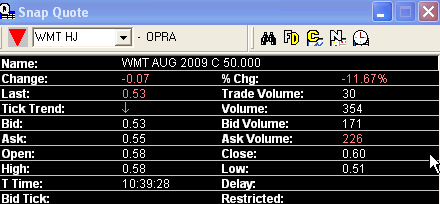 Snap Quote
WMT HJ - OPRA
Name: WMT AUG 2009 C 50.000
Change: -0.07 % Chg: -11.67%
Last: 0.53 Trade Volume: 30
Tick Trend: ↓ Volume: 354
Bid: 0.53 Bid Volume: 171
Ask: 0.55 Ask Volume: 226
Open: 0.58 Close: 0.60
High: 0.58 Low: 0.51
T Time: 10:39:28 Delay:
Bid Tick: Restricted: